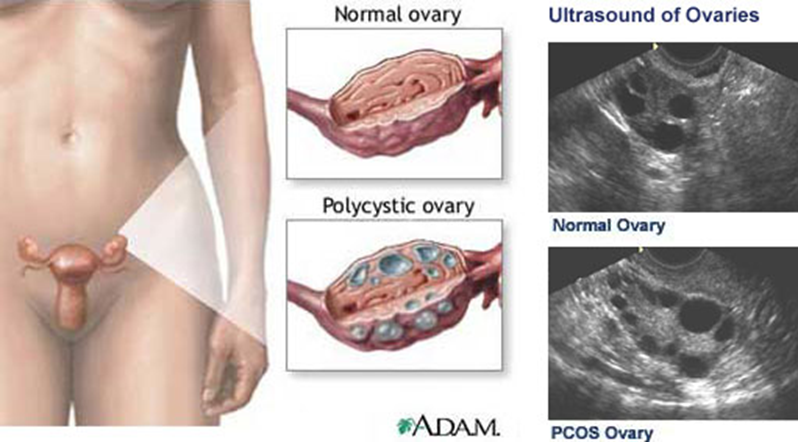 Normal ovary
Polycystic ovary
A.D.A.M.
Ultrasound of Ovaries
Normal Ovary
PCOS Ovary